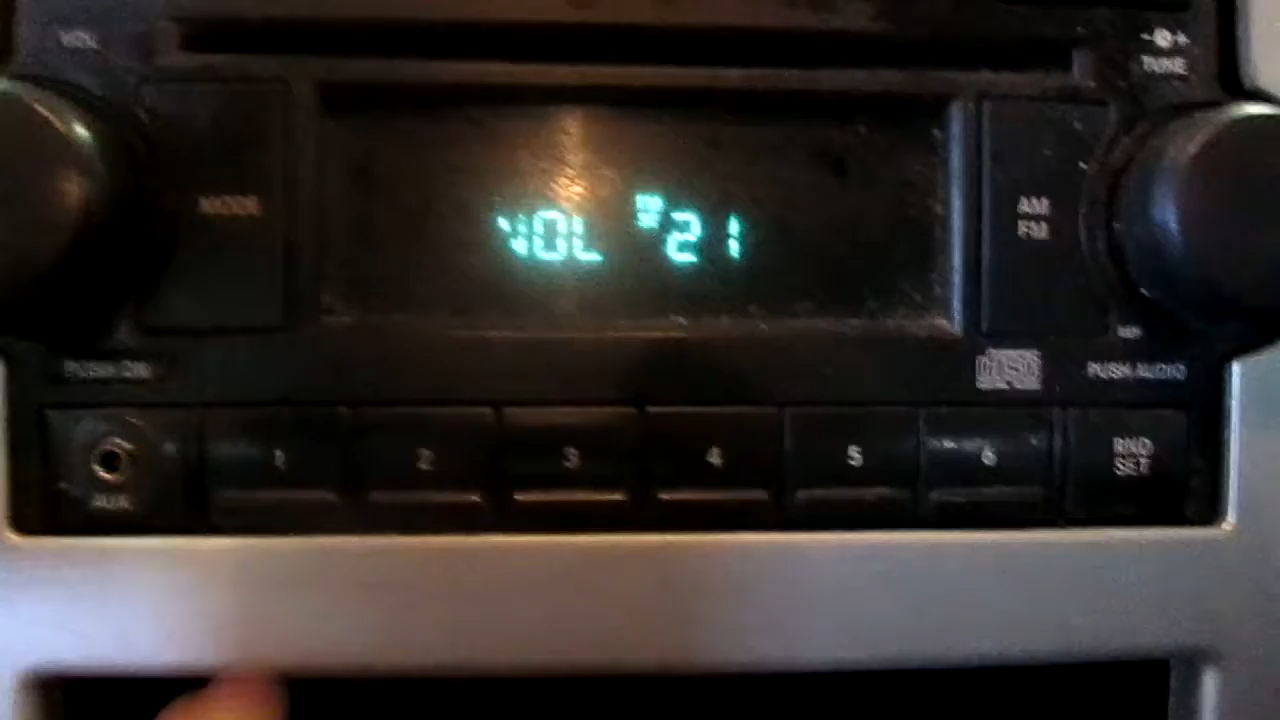 VOL
TUNE
MODE
VOL 21
AM
FM
PUSH ON
disc
PUSH AUDIO
AUX
1
2
3
4
5
6
RND
SET